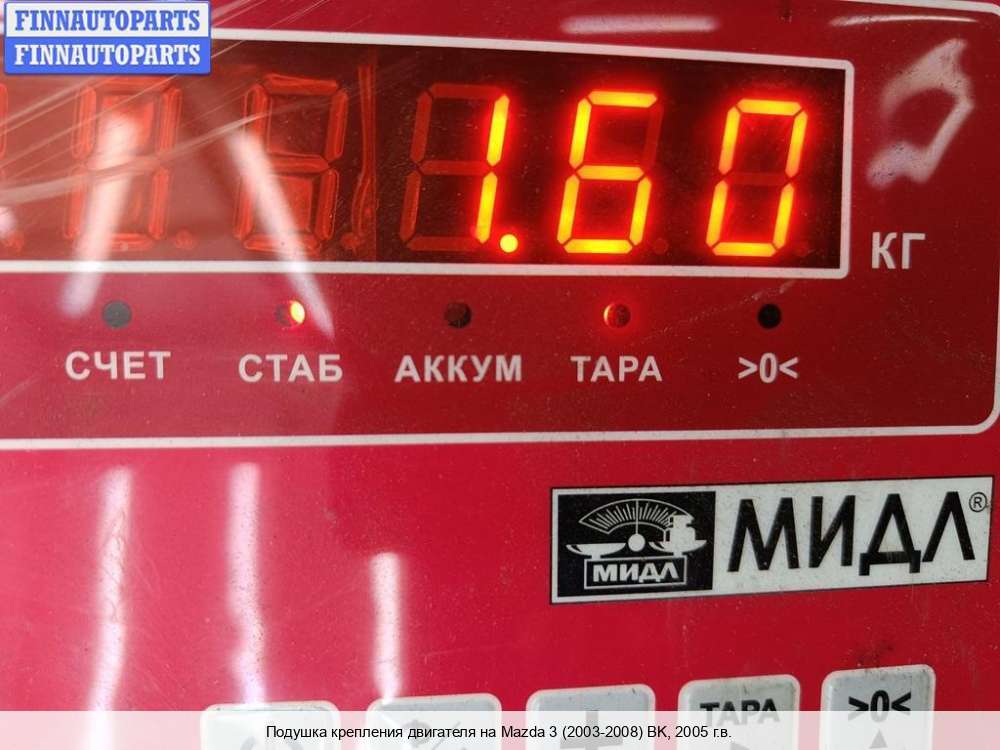 FINNAUTOPARTS
FINNAUTOPARTS
1.60
КГ
СЧЕТ СТАБ АККУМ ТАРА >0<
МИДЛ МИДЛ®
ТАРА >0<
Подушка крепления двигателя на Mazda 3 (2003-2008) BK, 2005 г.в.